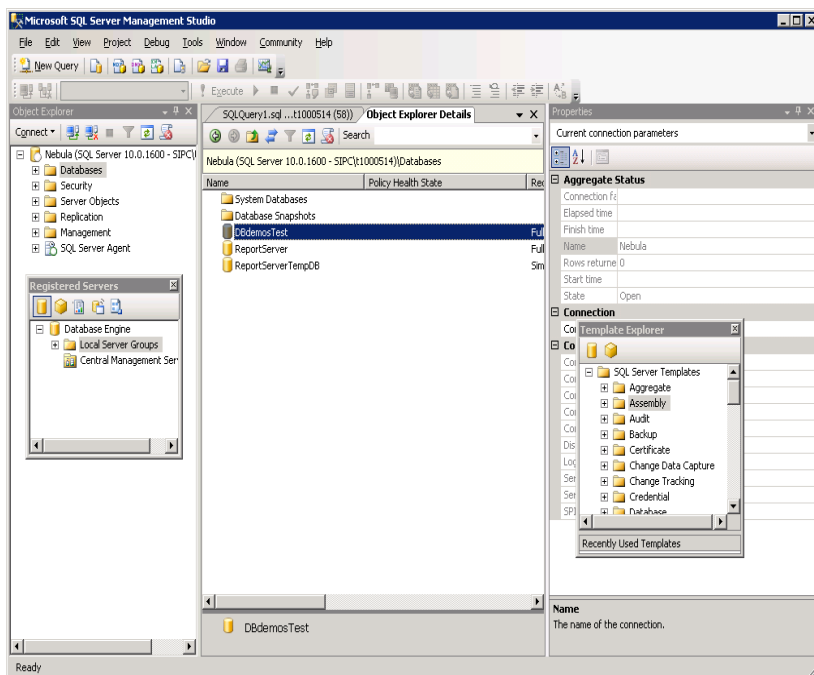 Microsoft SQL Server Management Studio
File Edit View Project Debug Tools Window Community Help
New Query
Execute
Object Explorer
Connect
Nebula (SQL Server 10.0.1600 - SIPC\
Databases
Security
Server Objects
Replication
Management
SQL Server Agent
Registered Servers
Database Engine
Local Server Groups
Central Management Ser
SQLQuery1.sql ...t1000514 (58))
Object Explorer Details
Search
Nebula (SQL Server 10.0.1600 - SIPC\t1000514)\Databases
Name Policy Health State Rec
System Databases
Database Snapshots
DBdemosTest Full
ReportServer Full
ReportServerTempDB Sim
DBdemosTest
Properties
Current connection parameters
Aggregate Status
Connection fa
Elapsed time
Finish time
Name Nebula
Rows returne 0
Start time
State Open
Connection
Template Explorer
SQL Server Templates
Aggregate
Assembly
Audit
Backup
Certificate
Change Data Capture
Change Tracking
Credential
Database
Recently Used Templates
Name
The name of the connection.
Ready